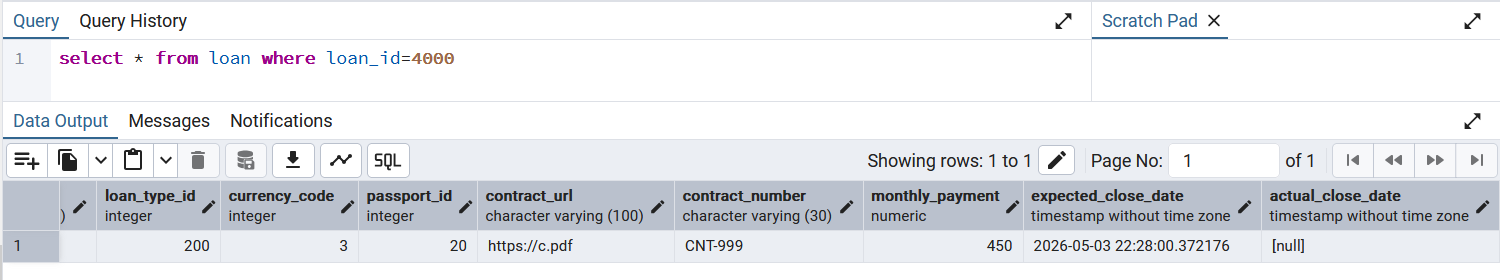 Query Query History Scratch Pad
1 select * from loan where loan_id=4000
Data Output Messages Notifications
SQL Showing rows: 1 to 1 Page No: 1 of 1
) loan_type_id currency_code passport_id contract_url contract_number monthly_payment expected_close_date actual_close_date
integer integer integer character varying (100) character varying (30) numeric timestamp without time zone timestamp without time zone
1 200 3 20 https://c.pdf CNT-999 450 2026-05-03 22:28:00.372176 [null]